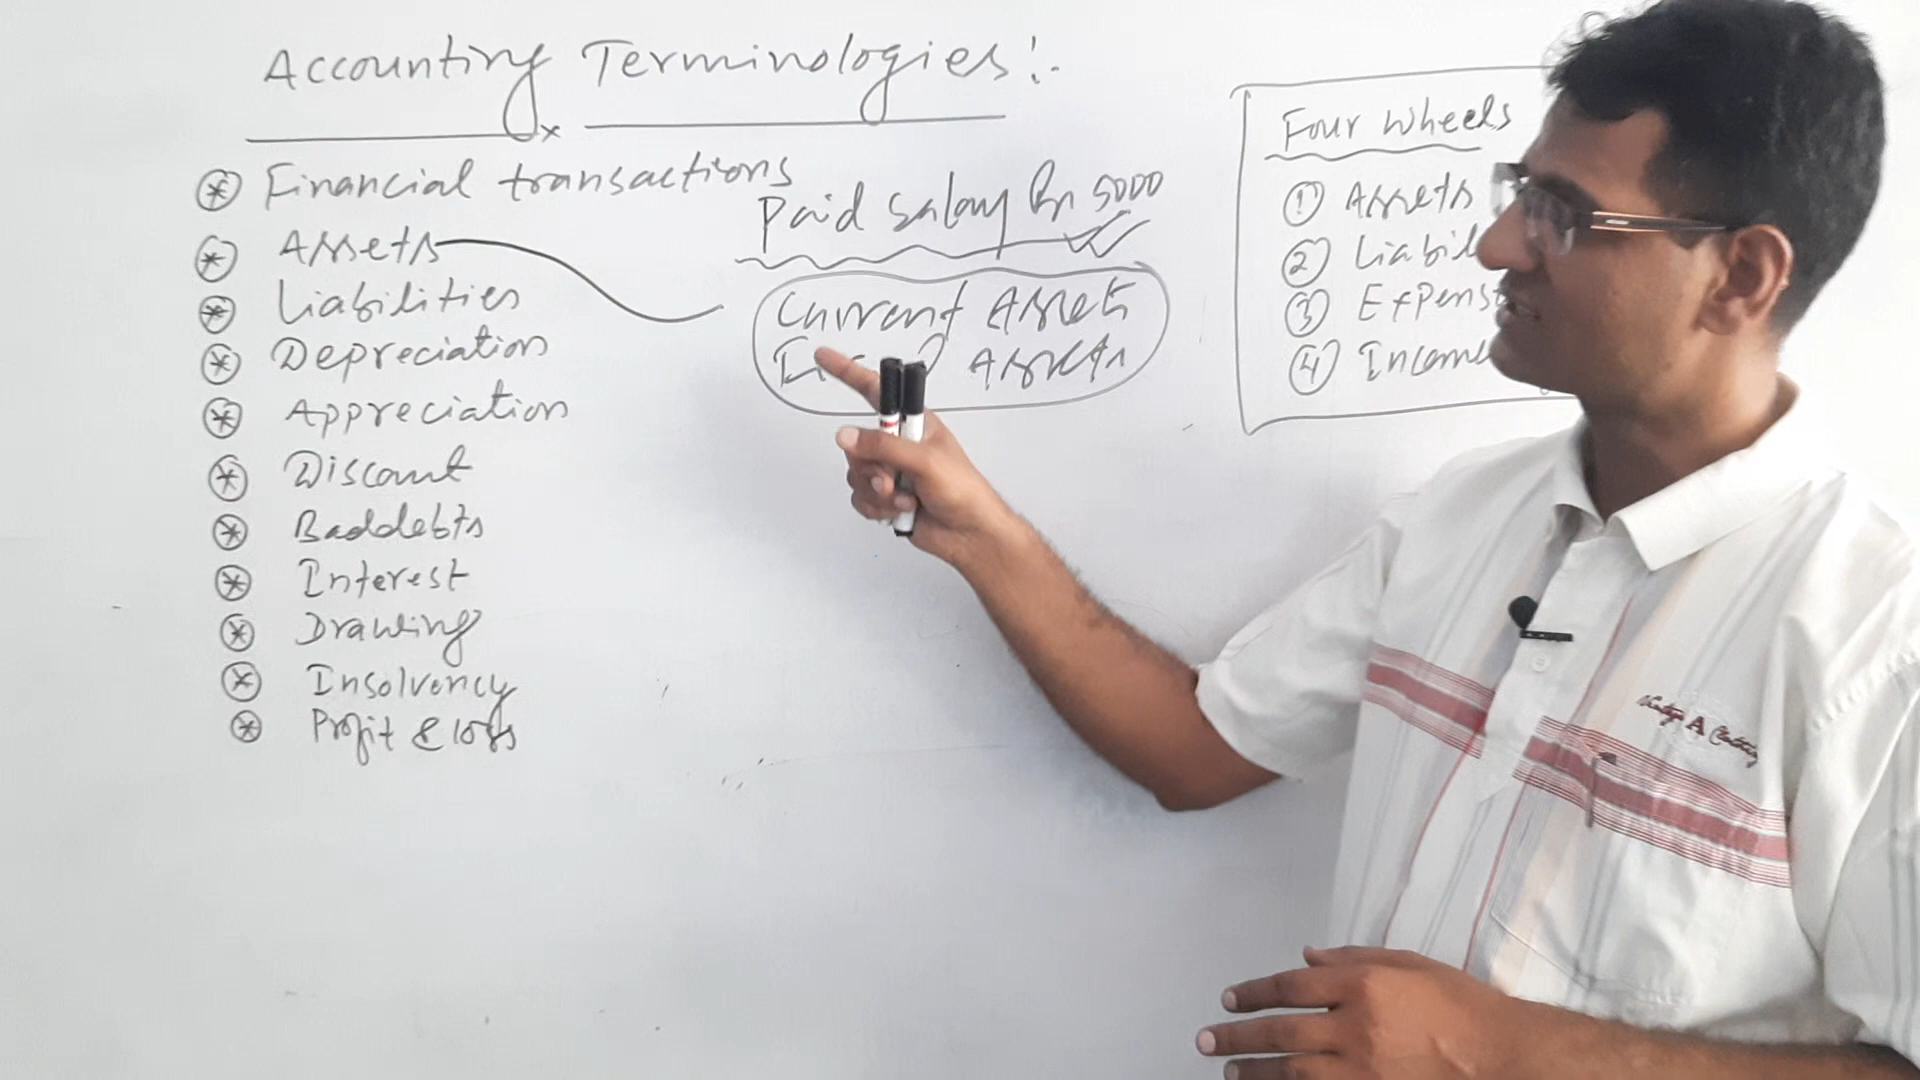 Accounting Terminologies:-
Financial transactions
Assets
Liabilities
Depreciation
Appreciation
Discount
Baddebts
Interest
Drawing
Insolvency
Profit & loss
Paid salary Rs 5000
Current Assets
Assets
Four Wheels
① Assets
② Liabil
③ Expens
④ Income